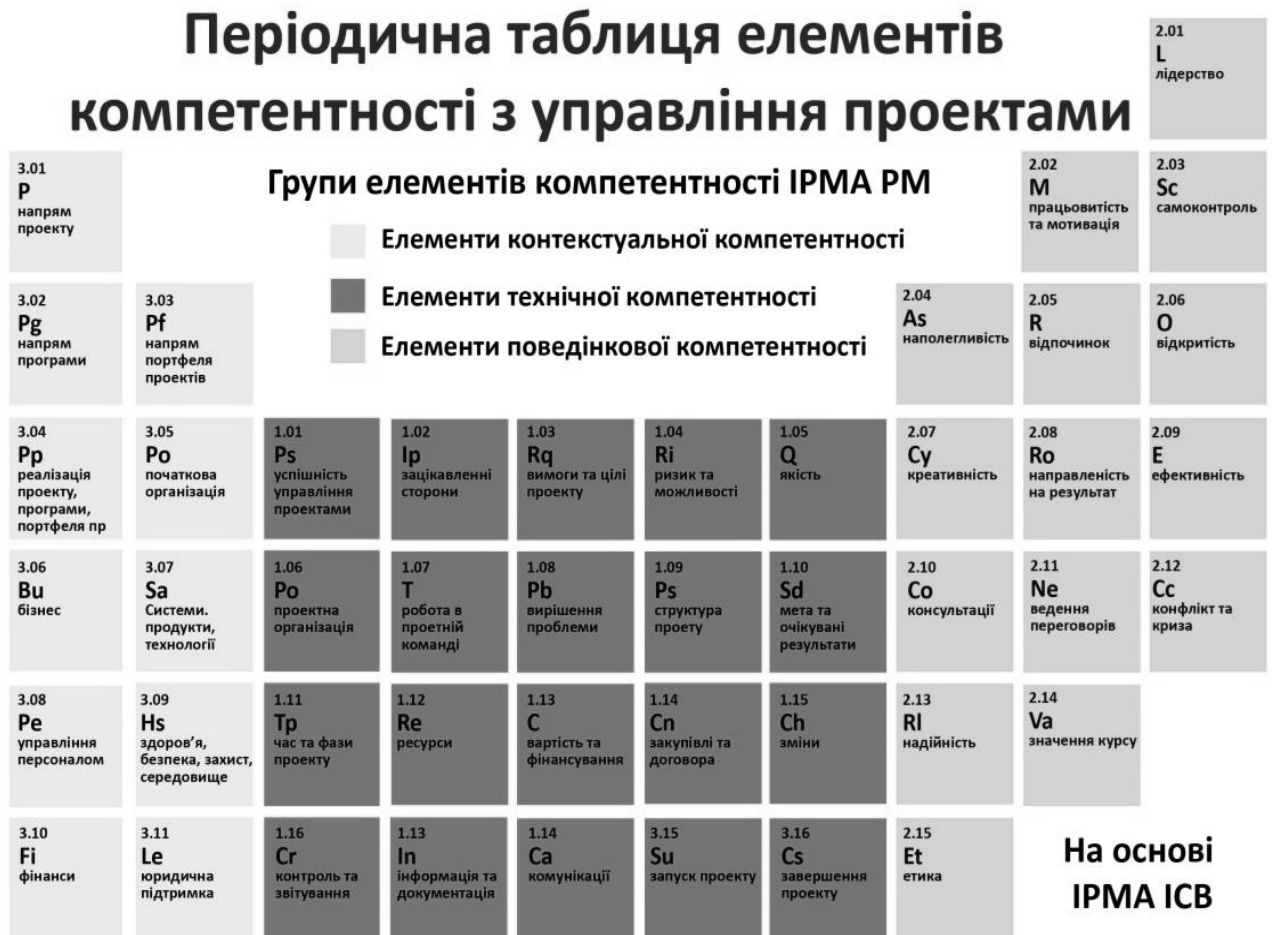 Періодична таблиця елементів
компетентності з управління проектами
2.01
L
лідерство
3.01
P
напрям
проекту
Групи елементів компетентності ІРМА РМ
Елементи контекстуальної компетентності
Елементи технічної компетентності
Елементи поведінкової компетентності
2.02
M
працьовитість
та мотивація
2.03
Sc
самоконтроль
3.02
Pg
напрям
програми
3.03
Pf
напрям
портфеля
проектів
2.04
As
наполегливість
2.05
R
відпочинок
2.06
O
відкритість
3.04
Pp
реалізація
проекту,
програми,
портфеля пр
3.05
Po
початкова
організація
1.01
Ps
успішність
управління
проектами
1.02
Ip
зацікавленні
сторони
1.03
Rq
вимоги та цілі
проекту
1.04
Ri
ризик та
можливості
1.05
Q
якість
2.07
Cy
креативність
2.08
Ro
направленість
на результат
2.09
E
ефективність
3.06
Bu
бізнес
3.07
Sa
Системи.
продукти,
технології
1.06
Po
проектна
організація
1.07
T
робота в
проетній
команді
1.08
Pb
вирішення
проблеми
1.09
Ps
структура
проету
1.10
Sd
мета та
очікувані
результати
2.10
Co
консультації
2.11
Ne
ведення
переговорів
2.12
Cc
конфлікт та
криза
3.08
Pe
управління
персоналом
3.09
Hs
здоров’я,
безпека, захист,
середовище
1.11
Tp
час та фази
проекту
1.12
Re
ресурси
1.13
C
вартість та
фінансування
1.14
Cn
закупівлі та
договора
1.15
Ch
зміни
2.13
Rl
надійність
2.14
Va
значення курсу
3.10
Fi
фінанси
3.11
Le
юридична
підтримка
1.16
Cr
контроль та
звітування
1.13
In
інформація та
документація
1.14
Ca
комунікації
3.15
Su
запуск проекту
3.16
Cs
завершення
проекту
2.15
Et
етика
На основі
ІРМА ІСВ